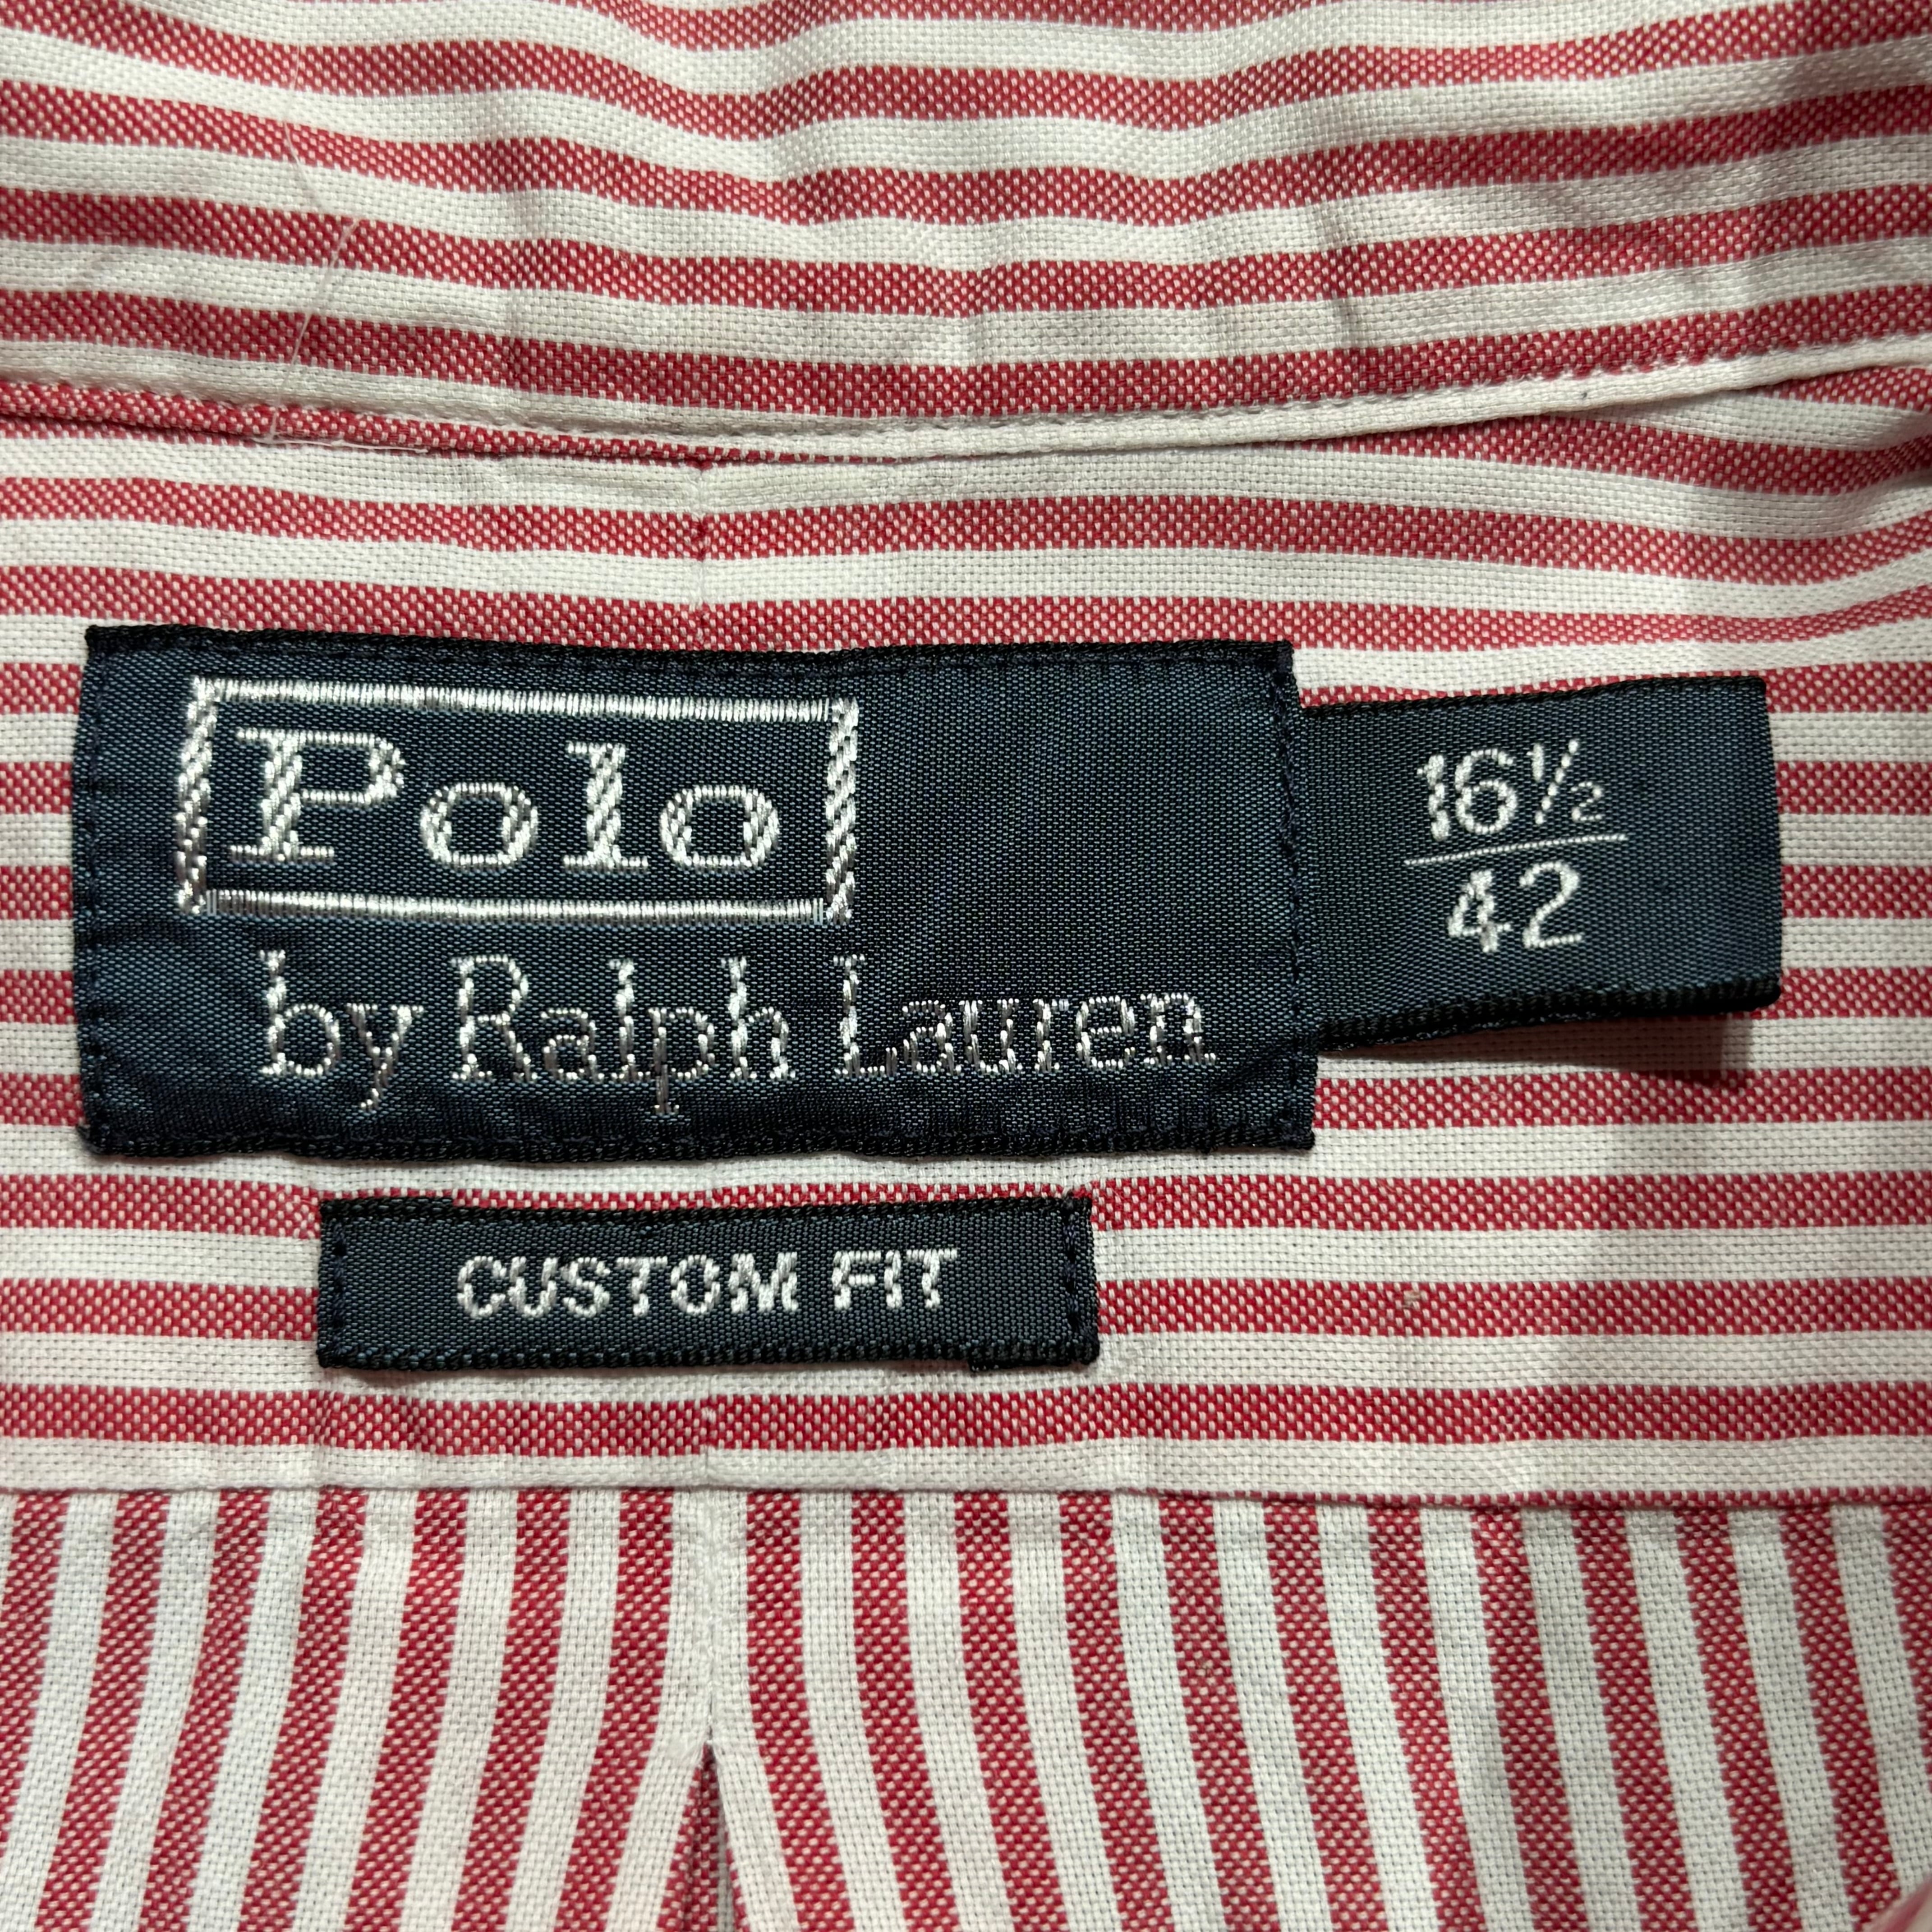 Polo
by Ralph Lauren
16½
42
CUSTOM FIT